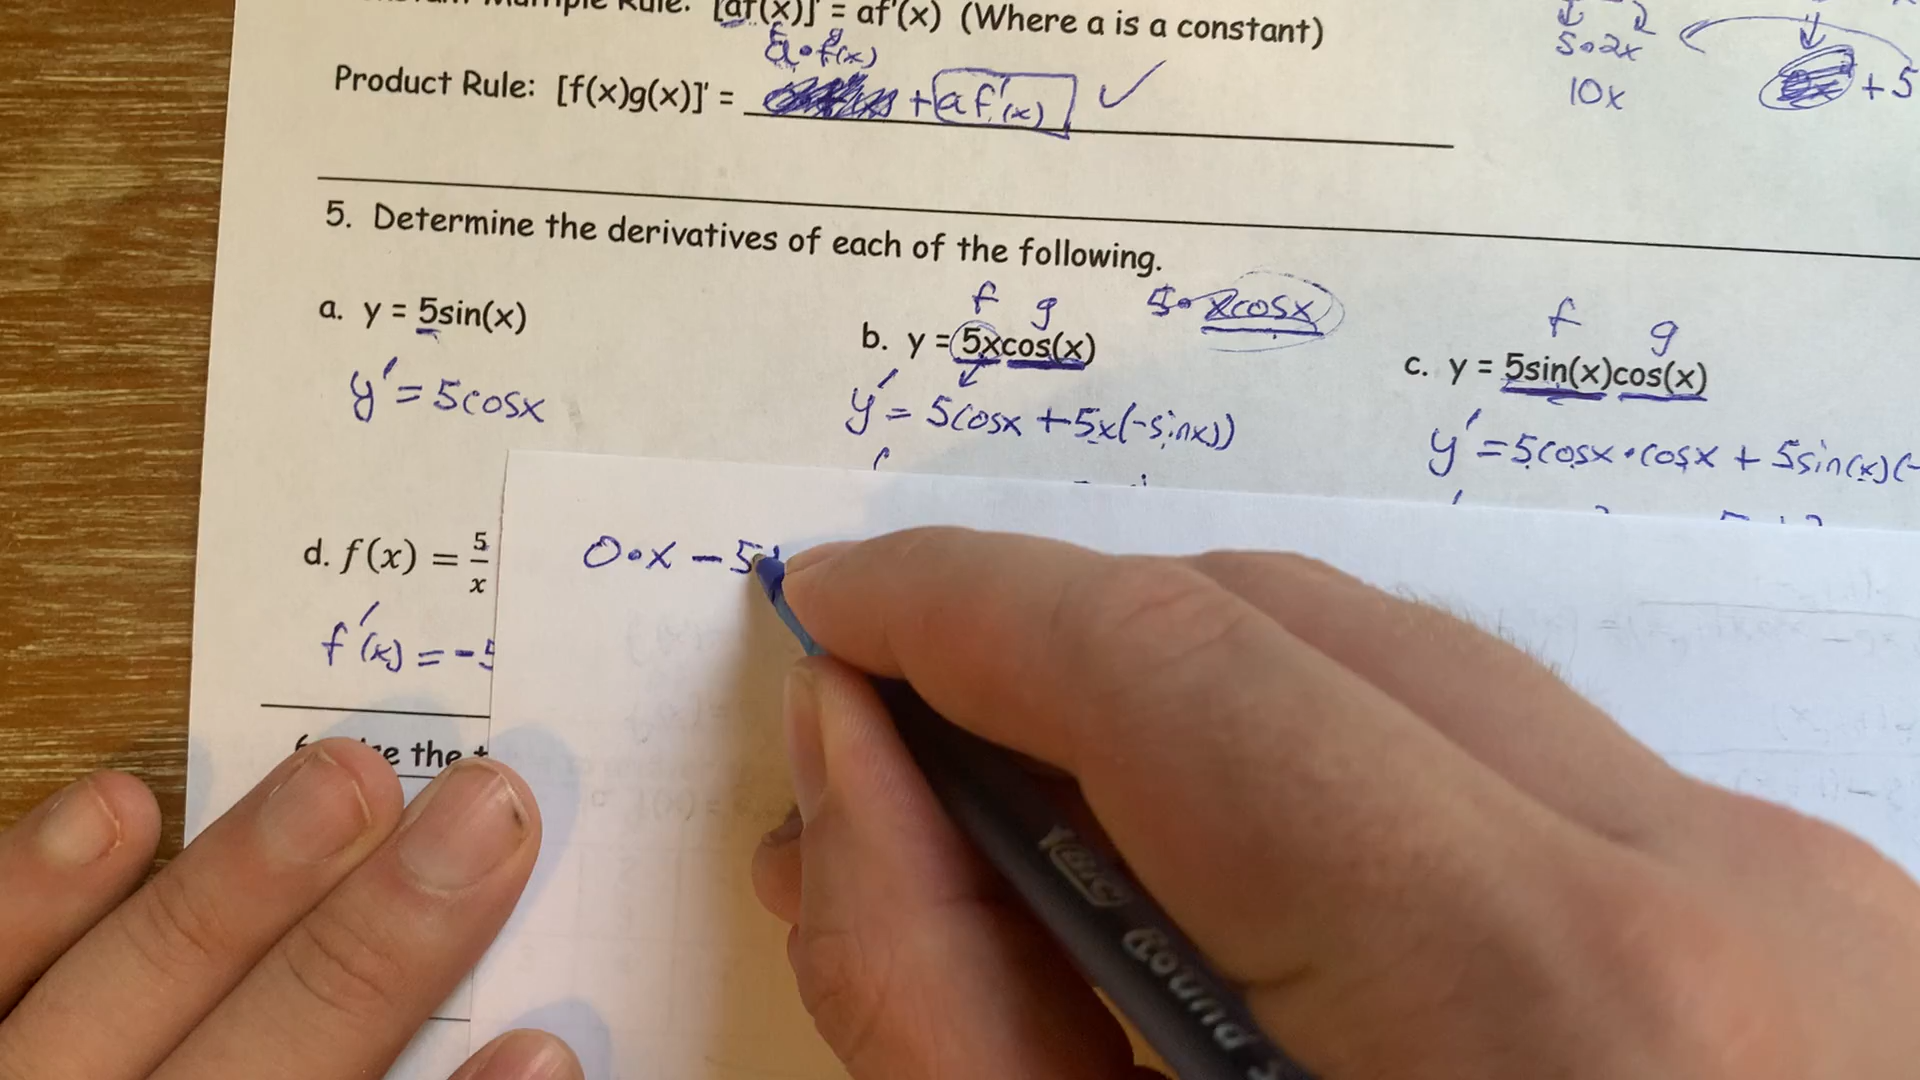 Rule: [af(x)]' = af'(x) (Where a is a constant)
a·f(x)
Product Rule: [f(x)g(x)]' = + af'(x) ✓
5·2x
10x
+ 5
5. Determine the derivatives of each of the following.
a. y = 5sin(x)
y' = 5cosx
f g
5·xcosx
b. y = 5xcos(x)
y' = 5cosx + 5x(-sinx))
f g
c. y = 5sin(x)cos(x)
y' = 5cosx·cosx + 5sin(x)(-
d. f(x) = 5/x
f'(x) = -5
0·x - 5
the
BIC
Round S